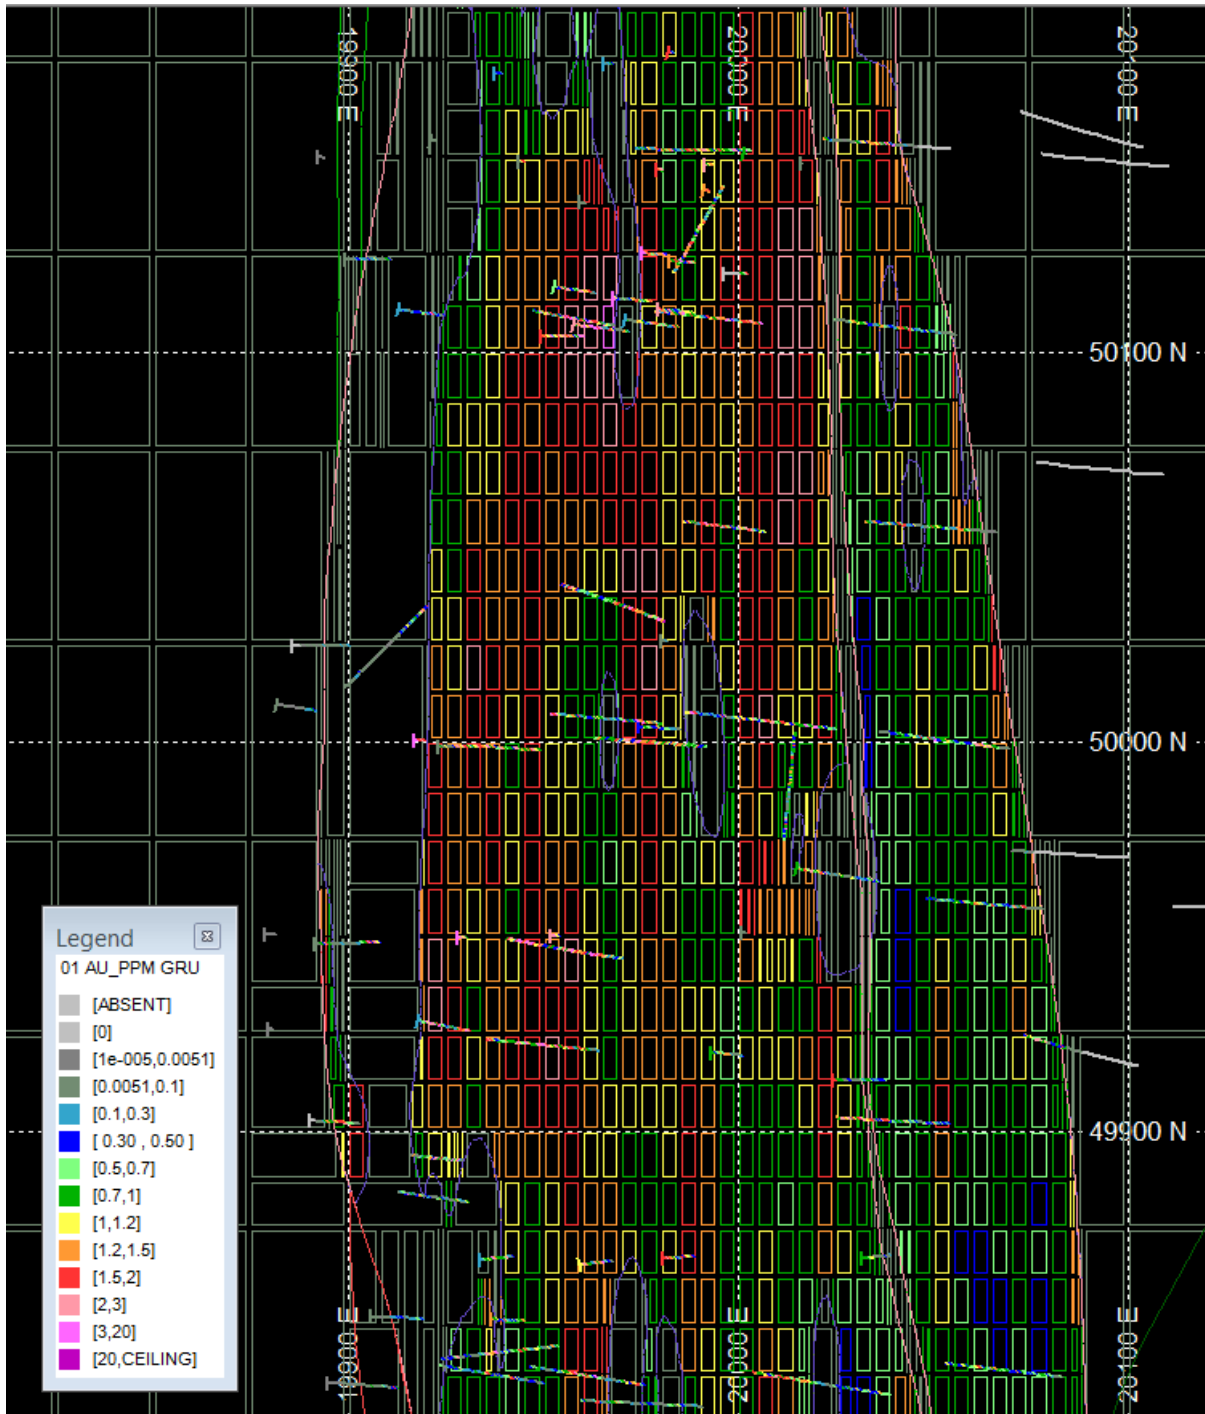 19900 E
20000 E
20100 E
50100 N
50000 N
49900 N
Legend
01 AU_PPM GRU
[ABSENT]
[0]
[1e-005,0.0051]
[0.0051,0.1]
[0.1,0.3]
[ 0.30 , 0.50 ]
[0.5,0.7]
[0.7,1]
[1,1.2]
[1.2,1.5]
[1.5,2]
[2,3]
[3,20]
[20,CEILING]
19900 E
20000 E
20100 E